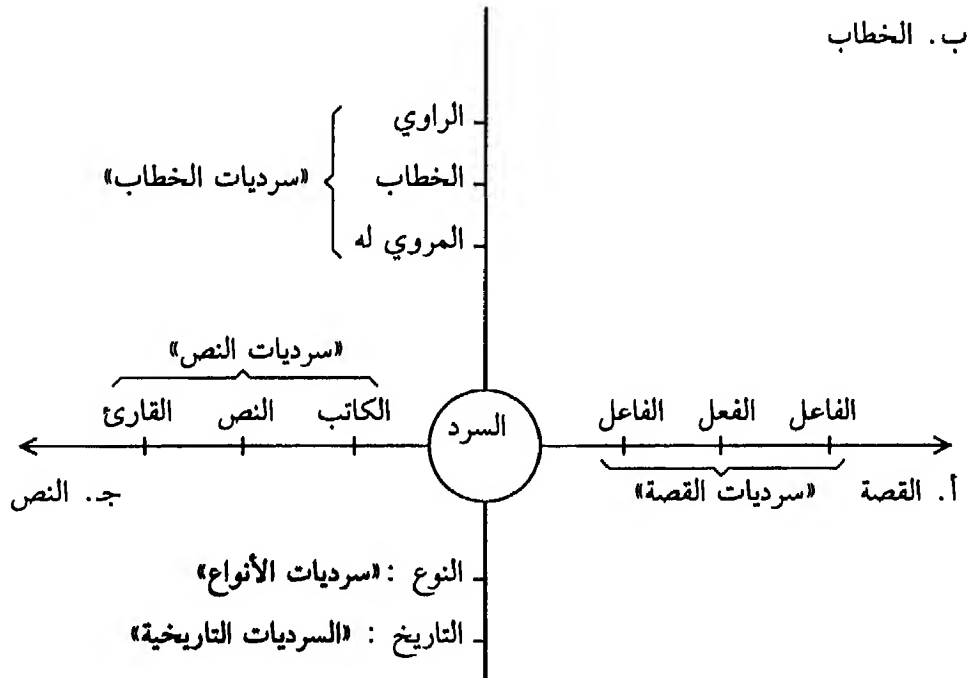 ب. الخطاب
الراوي
الخطاب
«سرديات الخطاب»
المروي له
«سرديات النص»
الفاعل الفعل الفاعل
السرد
الكاتب النص القارئ
أ. القصة «سرديات القصة»
جـ. النص
النوع : «سرديات الأنواع»
التاريخ : «السرديات التاريخية»